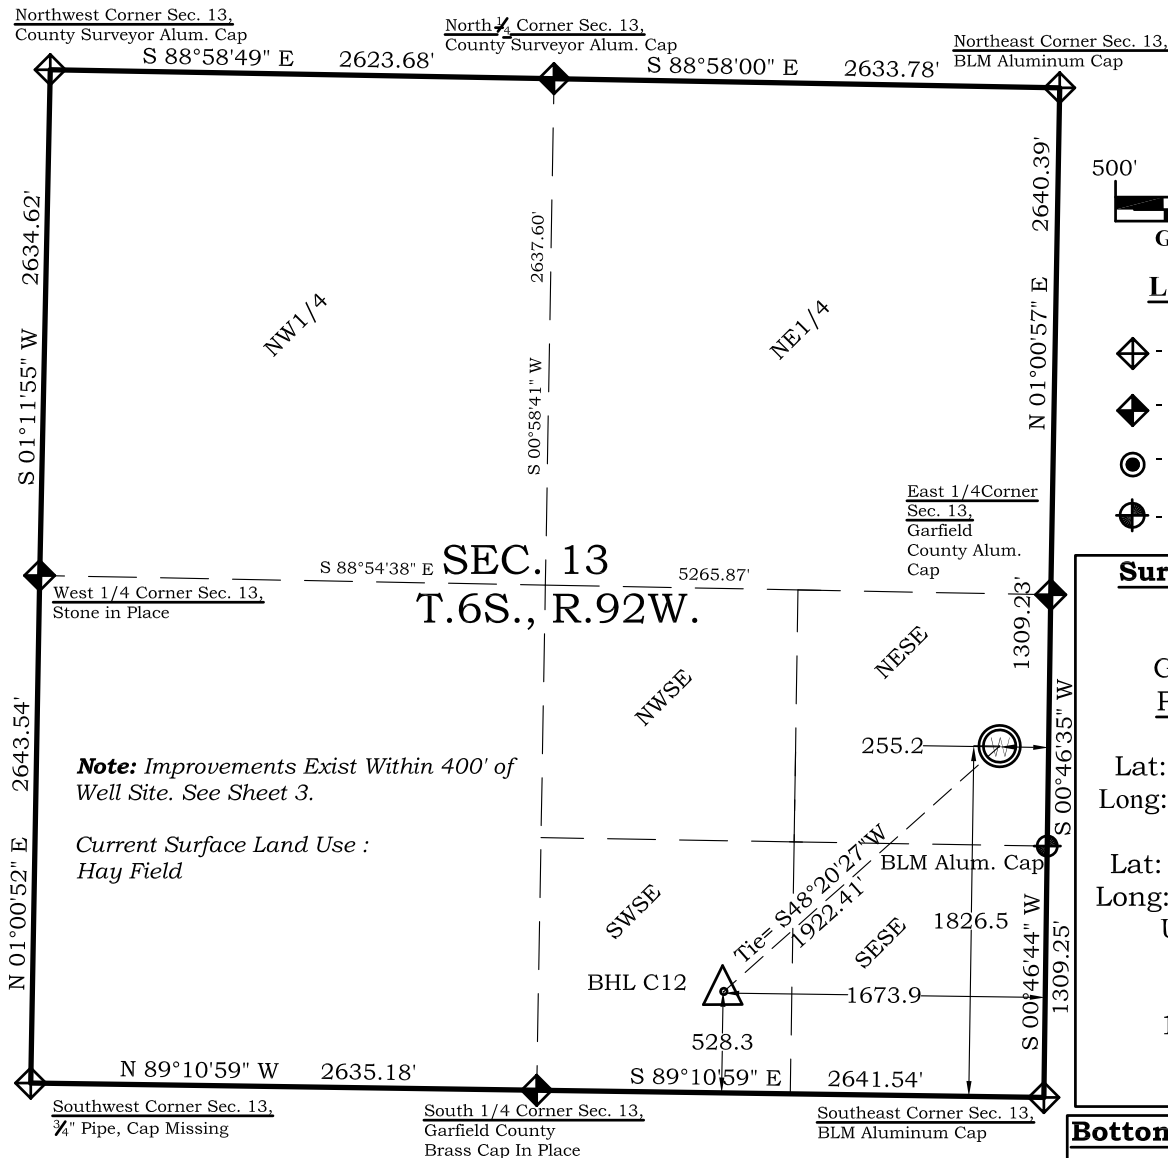 Northwest Corner Sec. 13,
County Surveyor Alum. Cap
North 1/4 Corner Sec. 13,
County Surveyor Alum. Cap
Northeast Corner Sec. 13,
BLM Aluminum Cap
S 88°58'49" E 2623.68'
S 88°58'00" E 2633.78'
2634.62'
S 01°11'55" W
2637.60'
S 00°58'41" W
2640.39'
N 01°00'57" E
NW1/4
NE1/4
500'
G
L
-
-
-
-
East 1/4Corner
Sec. 13,
Garfield
County Alum.
Cap
S 88°54'38" E
5265.87'
SEC. 13
T.6S., R.92W.
West 1/4 Corner Sec. 13,
Stone in Place
1309.23'
S 00°46'35" W
NWSE
NESE
255.2
W
2643.54'
N 01°00'52" E
Note: Improvements Exist Within 400' of
Well Site. See Sheet 3.
Current Surface Land Use :
Hay Field
BLM Alum. Cap
Tie= S48°20'27"W
1922.41'
SWSE
SESE
1826.5
BHL C12
1673.9
528.3
S 00°46'44" W
1309.25'
N 89°10'59" W 2635.18'
S 89°10'59" E 2641.54'
Southwest Corner Sec. 13,
3/4" Pipe, Cap Missing
South 1/4 Corner Sec. 13,
Garfield County
Brass Cap In Place
Southeast Corner Sec. 13,
BLM Aluminum Cap
Sur
G
F
Lat:
Long:
Lat:
Long:
U
1
Bottom